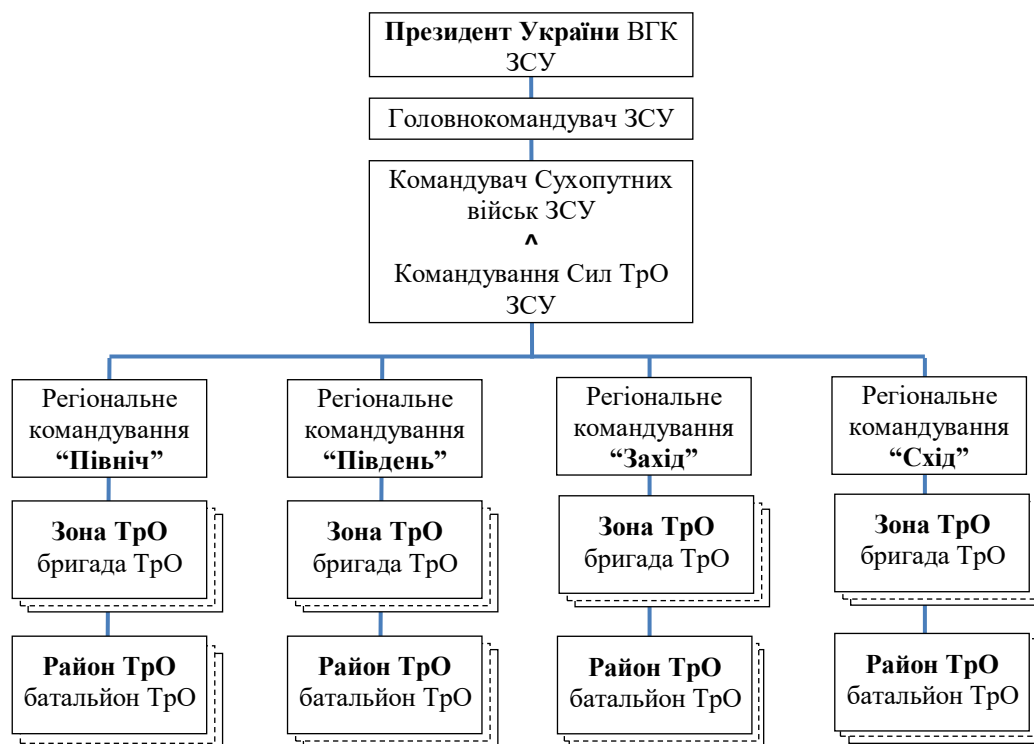 Президент України ВГК
ЗСУ
Головнокомандувач ЗСУ
Командувач Сухопутних
військ ЗСУ
^
Командування Сил ТрО
ЗСУ
Регіональне
командування
“Північ”
Регіональне
командування
“Південь”
Регіональне
командування
“Захід”
Регіональне
командування
“Схід”
Зона ТрО
бригада ТрО
Зона ТрО
бригада ТрО
Зона ТрО
бригада ТрО
Зона ТрО
бригада ТрО
Район ТрО
батальйон ТрО
Район ТрО
батальйон ТрО
Район ТрО
батальйон ТрО
Район ТрО
батальйон ТрО